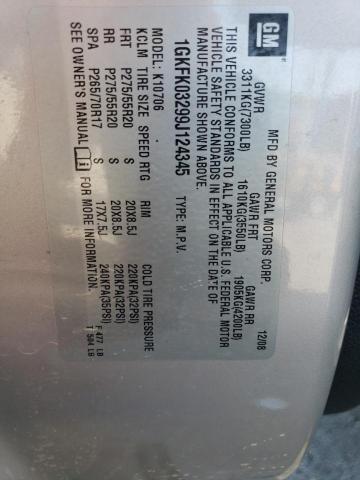 GM
MFD BY GENERAL MOTORS CORP.
12/08
GVWR GAWR FRT GAWR RR
3311KG(7300LB) 1610KG(3550LB) 1905KG(4200LB)
THIS VEHICLE CONFORMS TO ALL APPLICABLE U.S. FEDERAL MOTOR
VEHICLE SAFETY STANDARDS IN EFFECT ON THE DATE OF
MANUFACTURE SHOWN ABOVE.
1GKFK03299J124345 TYPE: M.P.V.
MODEL: K10706
KCLM TIRE SIZE SPEED RTG RIM COLD TIRE PRESSURE
FRT P275/55R20 S 20X8.5J 220KPA(32PSI)
RR P275/55R20 S 20X8.5J 220KPA(32PSI)
SPA P265/70R17 S 17X7.5J 240KPA(35PSI)
SEE OWNER'S MANUAL i F 477 LB
T 504 LB